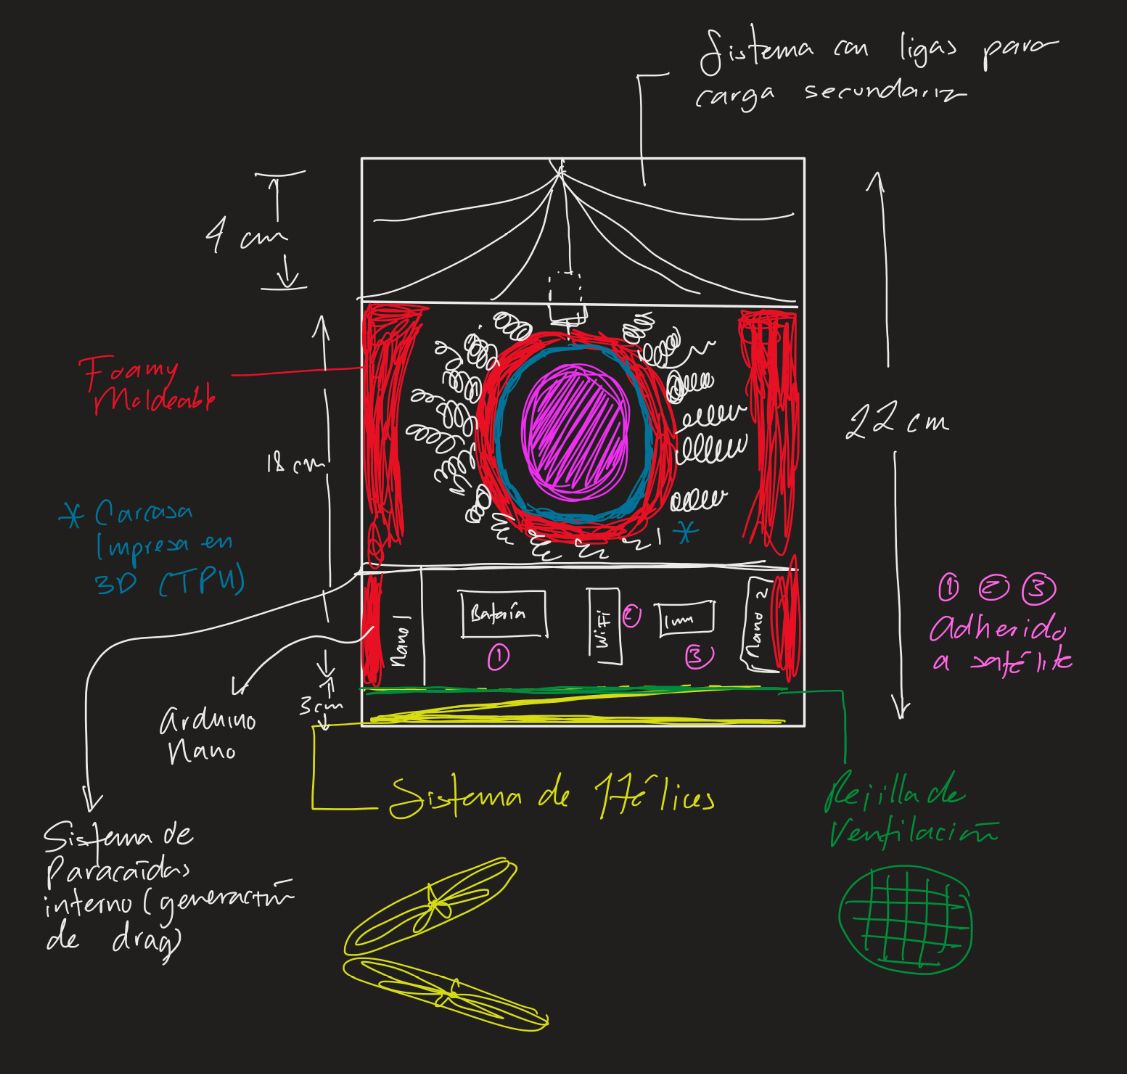 Sistema con ligas para
carga secundaria
4 cm
Foamy
Moldeable
18 cm
22 cm
* Carcasa
Impresa en
3D (TPU)
*
Nano 1
Batería
①
WiFi
②
Imu
③
Nano 2
① ② ③
Adherido
a satélite
3cm
Arduino
Nano
Sistema de Hélices
Rejilla de
Ventilación
Sistema de
Paracaídas
interno (generación
de drag)